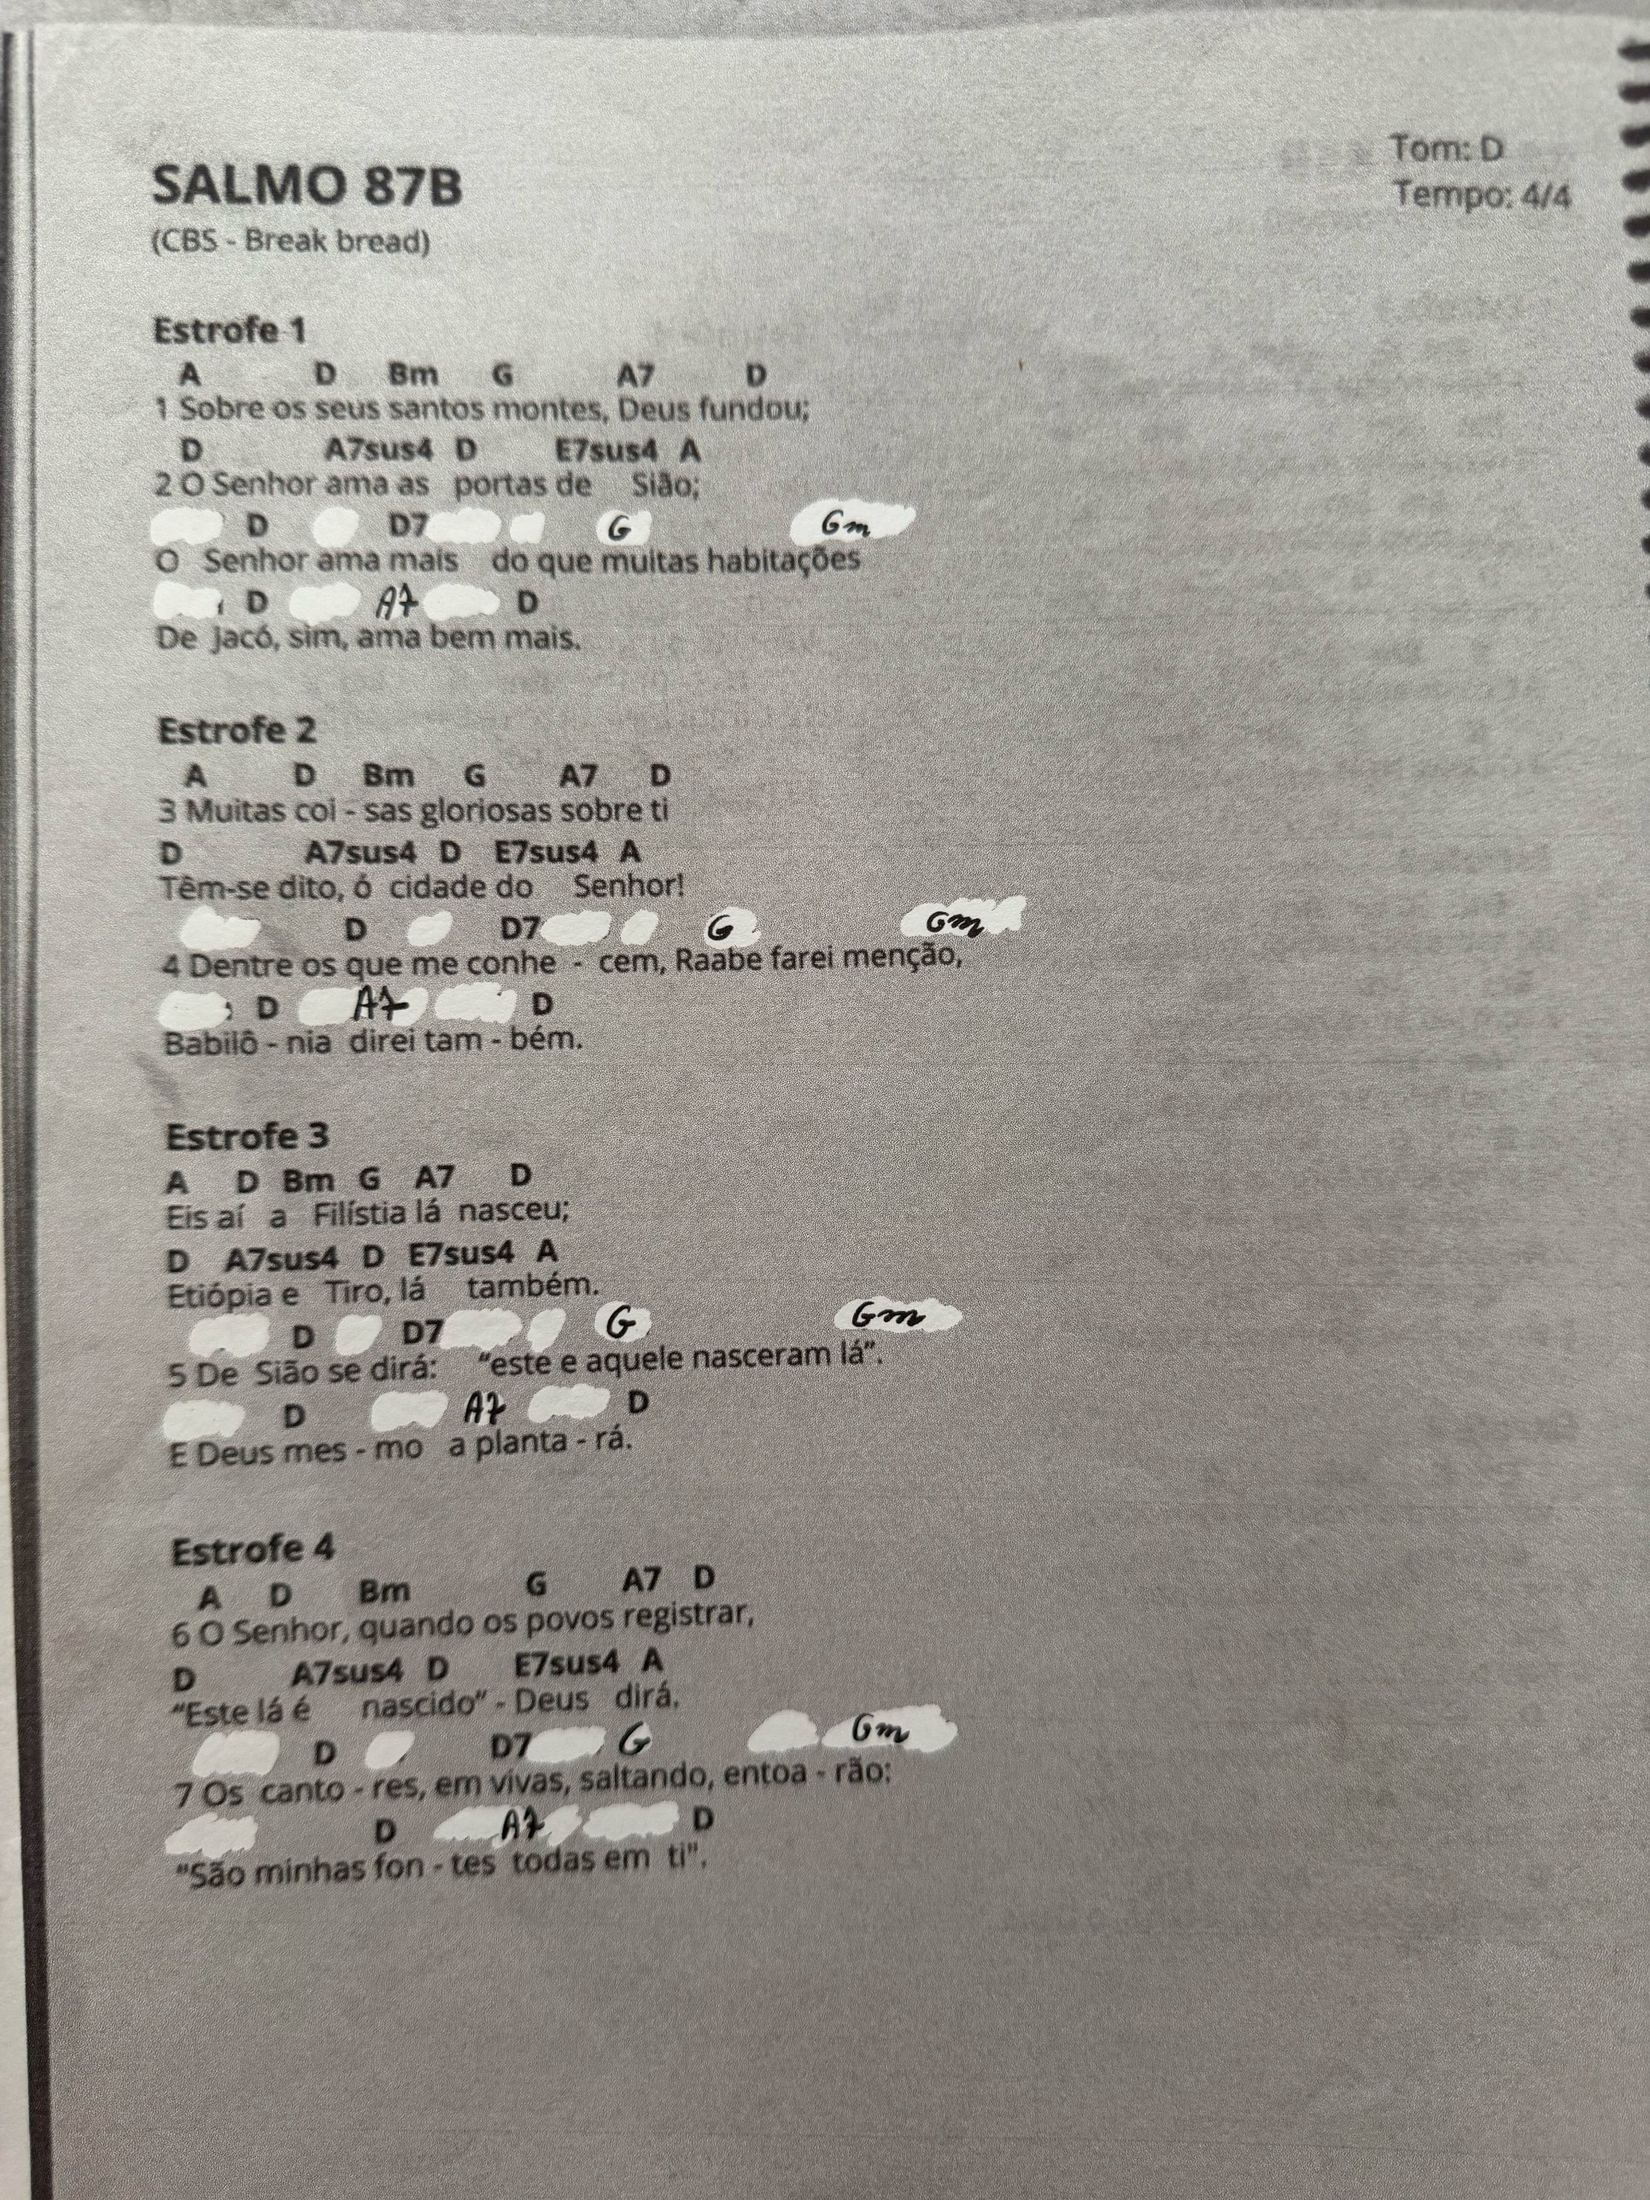 Tom: D
Tempo: 4/4
SALMO 87B
(CBS - Break bread)
Estrofe 1
A D Bm G A7 D
1 Sobre os seus santos montes, Deus fundou;
D A7sus4 D E7sus4 A
2 O Senhor ama as portas de Sião;
D D7 G Gm
O Senhor ama mais do que muitas habitações
D A7 D
De Jacó, sim, ama bem mais.
Estrofe 2
A D Bm G A7 D
3 Muitas coi - sas gloriosas sobre ti
D A7sus4 D E7sus4 A
Têm-se dito, ó cidade do Senhor!
D D7 G Gm
4 Dentre os que me conhe - cem, Raabe farei menção,
D A7 D
Babilô - nia direi tam - bém.
Estrofe 3
A D Bm G A7 D
Eis aí a Filístia lá nasceu;
D A7sus4 D E7sus4 A
Etiópia e Tiro, lá também.
D D7 G Gm
5 De Sião se dirá: “este e aquele nasceram lá”.
D A7 D
E Deus mes - mo a planta - rá.
Estrofe 4
A D Bm G A7 D
6 O Senhor, quando os povos registrar,
D A7sus4 D E7sus4 A
“Este lá é nascido” - Deus dirá.
D D7 G Gm
7 Os canto - res, em vivas, saltando, entoa - rão:
D A7 D
“São minhas fon - tes todas em ti”.